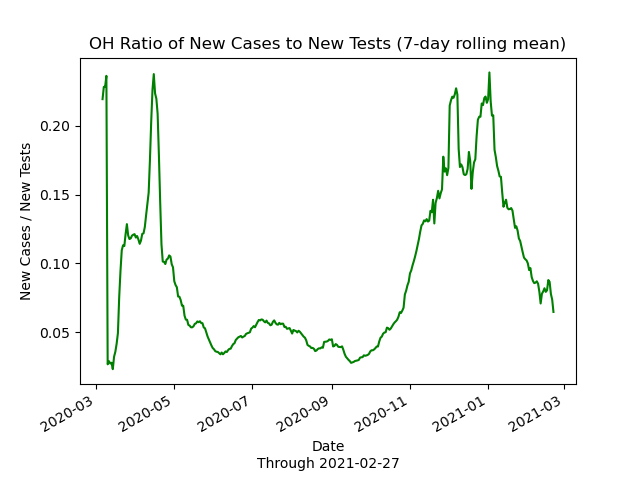 OH Ratio of New Cases to New Tests (7-day rolling mean)
New Cases / New Tests
0.20
0.15
0.10
0.05
2020-03
2020-05
2020-07
2020-09
2020-11
2021-01
2021-03
Date
Through 2021-02-27